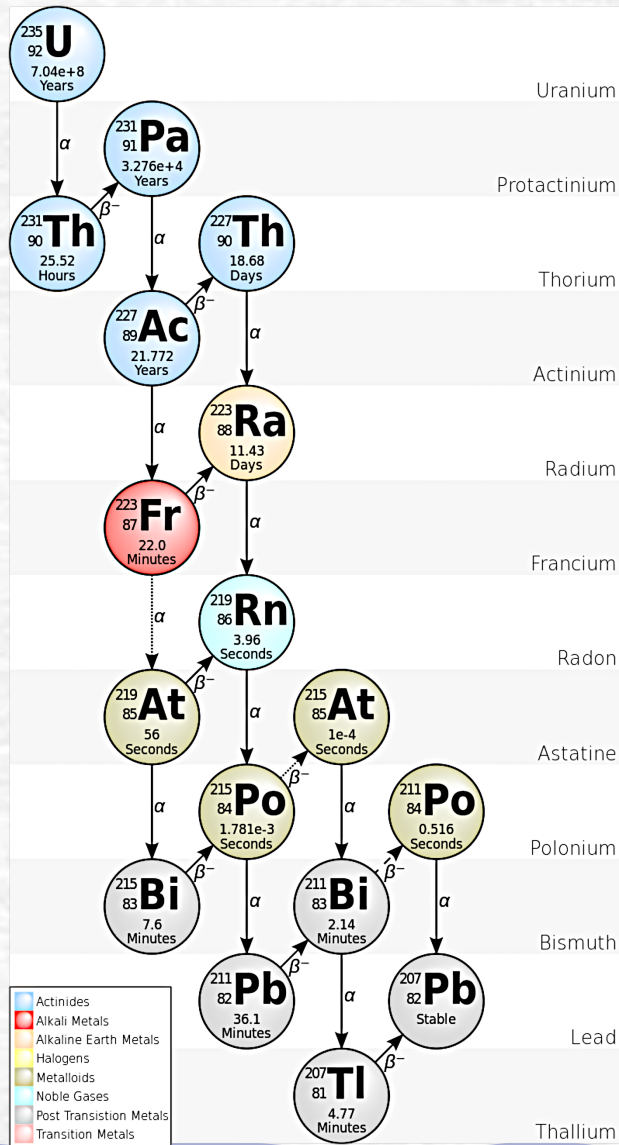 235
92
U
7.04e+8
Years
Uranium
α
231
91
Pa
3.276e+4
Years
Protactinium
β−
231
90
Th
25.52
Hours
α
227
90
Th
18.68
Days
Thorium
β−
227
89
Ac
21.772
Years
α
Actinium
α
223
88
Ra
11.43
Days
Radium
β−
223
87
Fr
22.0
Minutes
α
Francium
α
219
86
Rn
3.96
Seconds
Radon
β−
219
85
At
56
Seconds
α
215
85
At
1e-4
Seconds
Astatine
β−
α
215
84
Po
1.781e-3
Seconds
α
211
84
Po
0.516
Seconds
Polonium
β−
β−
215
83
Bi
7.6
Minutes
α
211
83
Bi
2.14
Minutes
α
Bismuth
β−
211
82
Pb
36.1
Minutes
α
207
82
Pb
Stable
Lead
β−
207
81
Tl
4.77
Minutes
Thallium
Actinides
Alkali Metals
Alkaline Earth Metals
Halogens
Metalloids
Noble Gases
Post Transistion Metals
Transition Metals